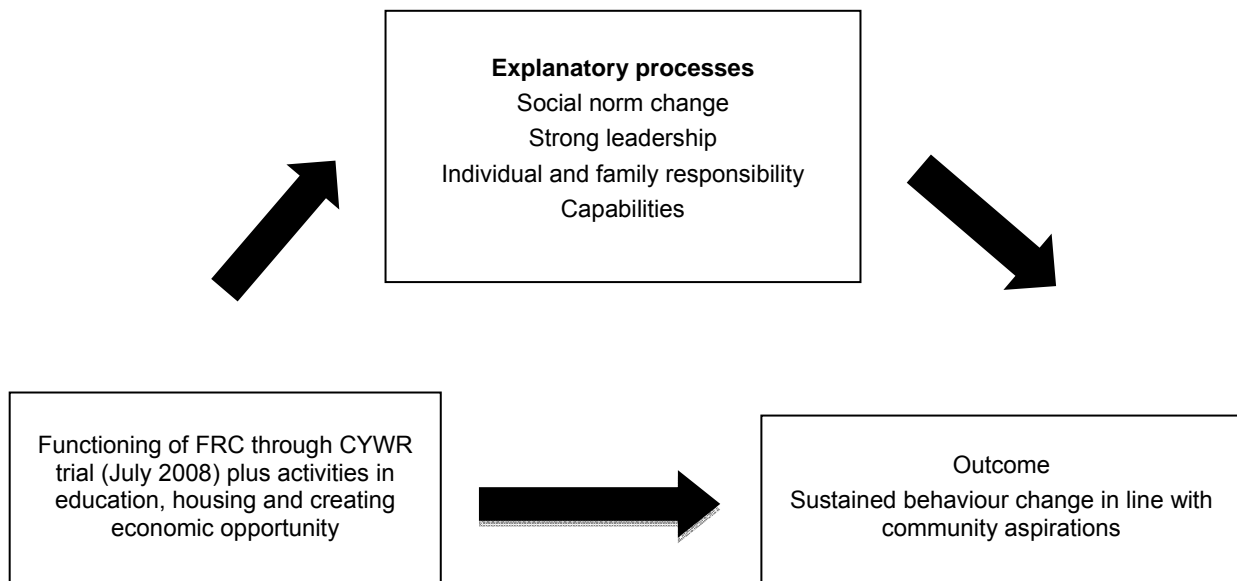 Explanatory processes
Social norm change
Strong leadership
Individual and family responsibility
Capabilities
Functioning of FRC through CYWR
trial (July 2008) plus activities in
education, housing and creating
economic opportunity
Outcome
Sustained behaviour change in line with
community aspirations